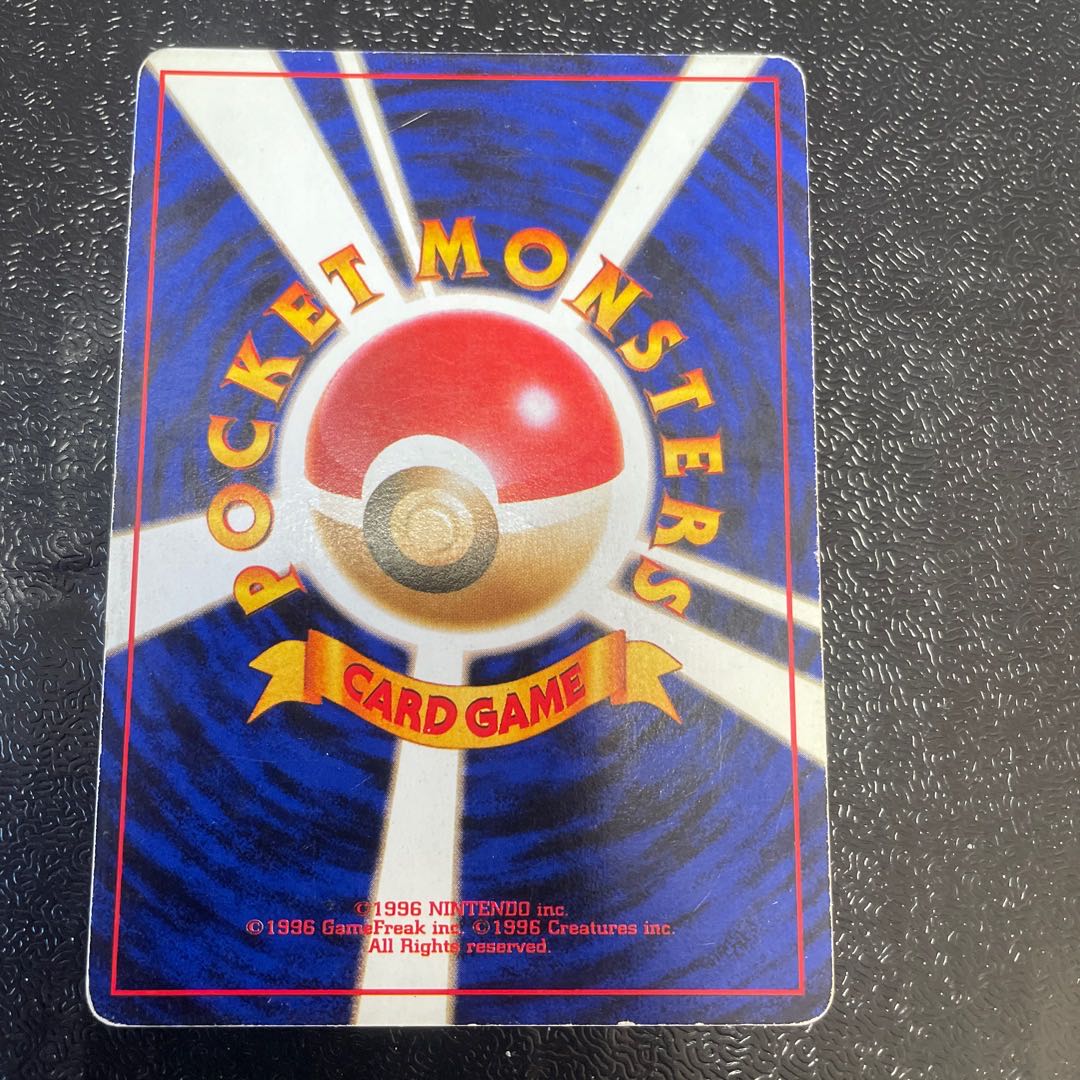 POCKET MONSTERS
CARD GAME
©1996 NINTENDO inc.
©1996 GameFreak inc. ©1996 Creatures inc.
All Rights reserved.